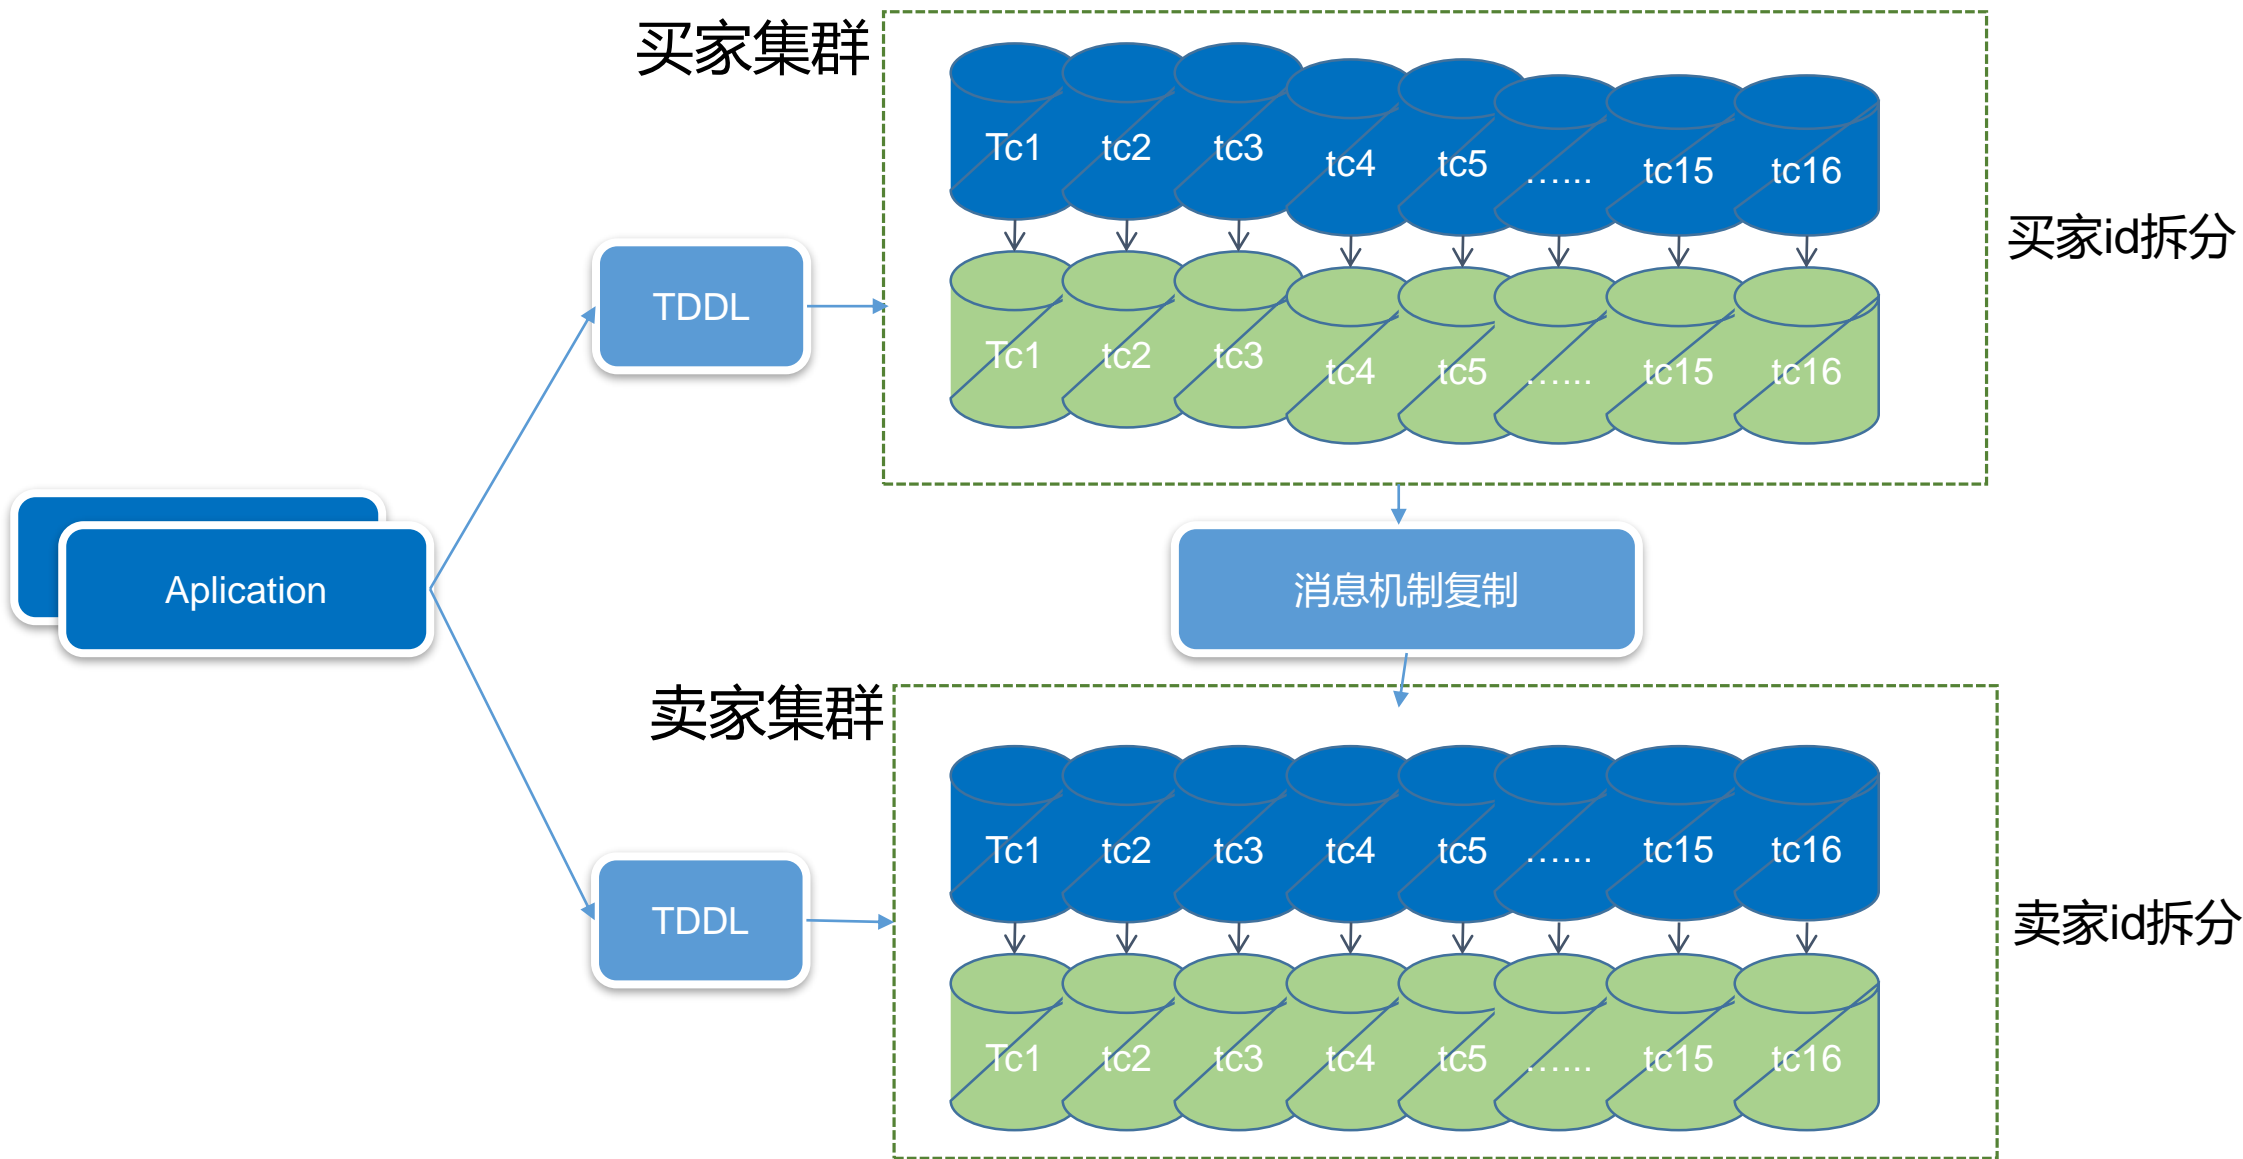 买家集群
Tc1 tc2 tc3 tc4 tc5 …... tc15 tc16
买家id拆分
TDDL
Tc1 tc2 tc3 tc4 tc5 …... tc15 tc16
Aplication
消息机制复制
卖家集群
Tc1 tc2 tc3 tc4 tc5 …... tc15 tc16
TDDL
卖家id拆分
Tc1 tc2 tc3 tc4 tc5 …... tc15 tc16